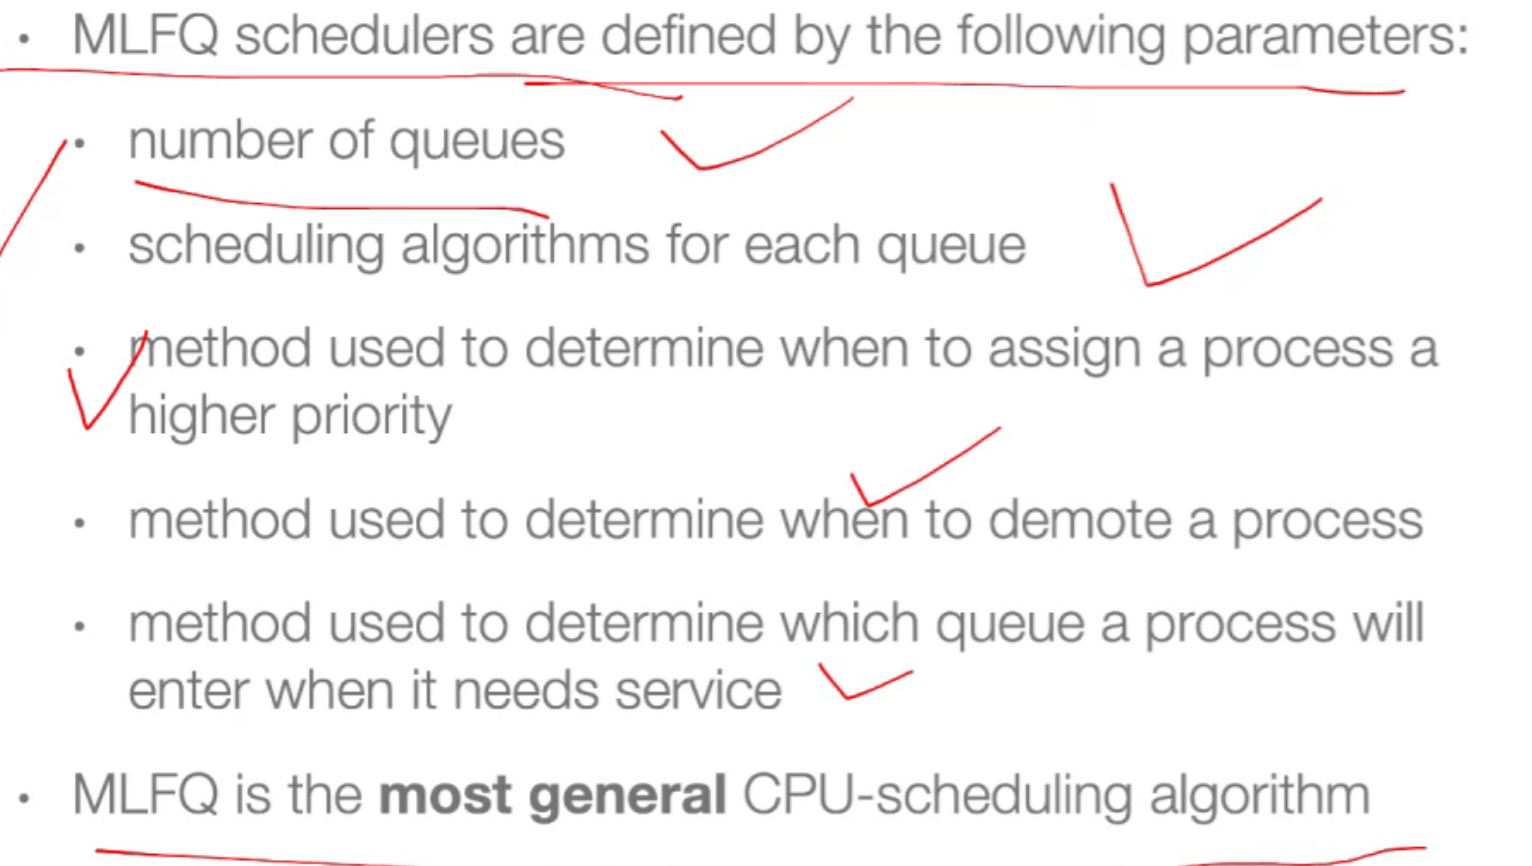 • MLFQ schedulers are defined by the following parameters:
• number of queues
• scheduling algorithms for each queue
• method used to determine when to assign a process a
higher priority
• method used to determine when to demote a process
• method used to determine which queue a process will
enter when it needs service
• MLFQ is the most general CPU-scheduling algorithm